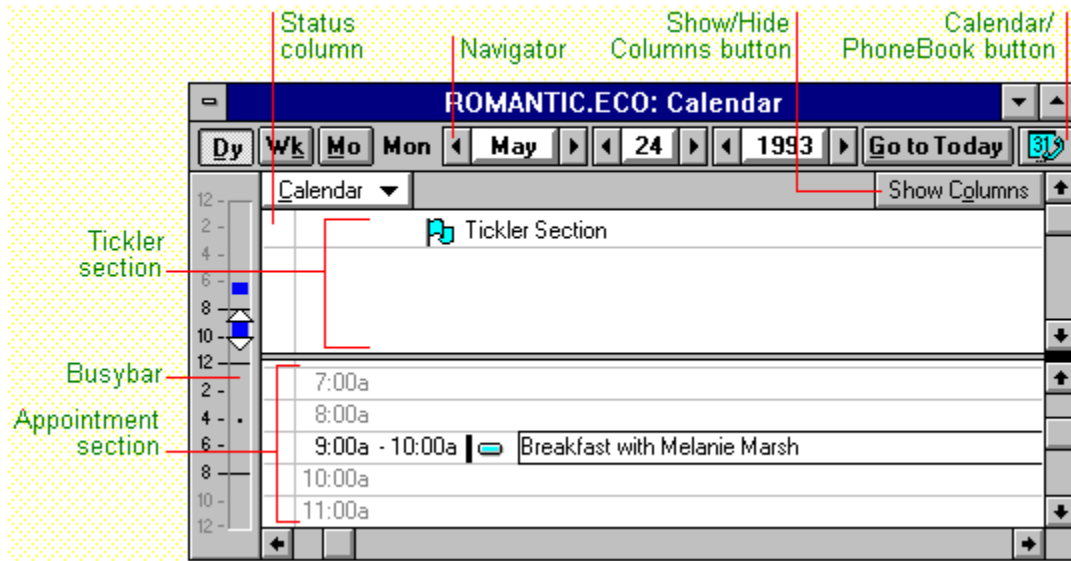 Status column
Navigator
Show/Hide Columns button
Calendar/ PhoneBook button
ROMANTIC.ECO: Calendar
Dy Wk Mo Mon May 24 1993 Go to Today 31
Calendar Show Columns
Tickler Section
Tickler section
Busybar
Appointment section
12
2
4
6
8
10
12
2
4
6
8
10
12
7:00a
8:00a
9:00a - 10:00a Breakfast with Melanie Marsh
10:00a
11:00a